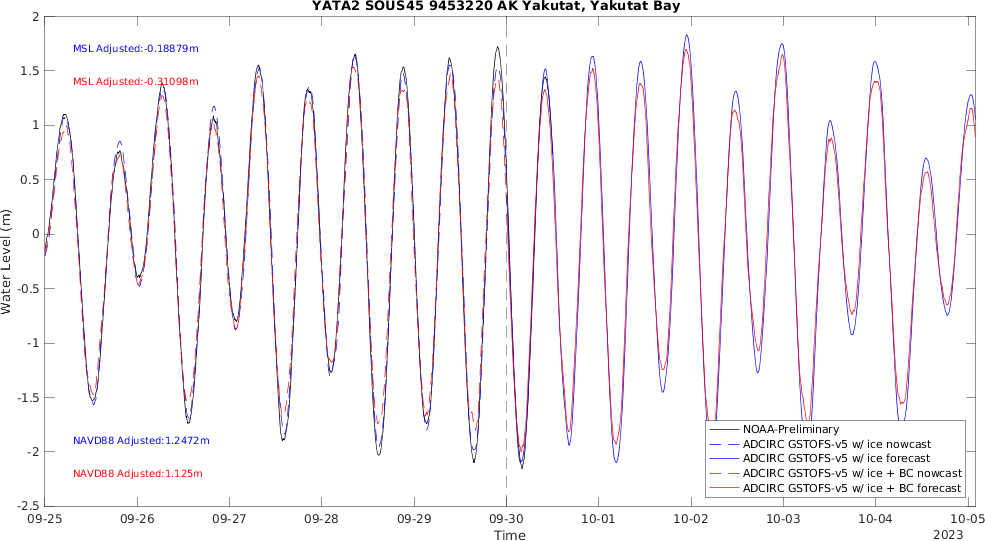 YATA2 SOUS45 9453220 AK Yakutat, Yakutat Bay
2
1.5
1
0.5
0
-0.5
-1
-1.5
-2
-2.5
Water Level (m)
MSL Adjusted:-0.18879m
MSL Adjusted:-0.31098m
NAVD88 Adjusted:1.2472m
NAVD88 Adjusted:1.125m
NOAA-Preliminary
ADCIRC GSTOFS-v5 w/ ice nowcast
ADCIRC GSTOFS-v5 w/ ice forecast
ADCIRC GSTOFS-v5 w/ ice + BC nowcast
ADCIRC GSTOFS-v5 w/ ice + BC forecast
09-25 09-26 09-27 09-28 09-29 09-30 10-01 10-02 10-03 10-04 10-05
Time
2023